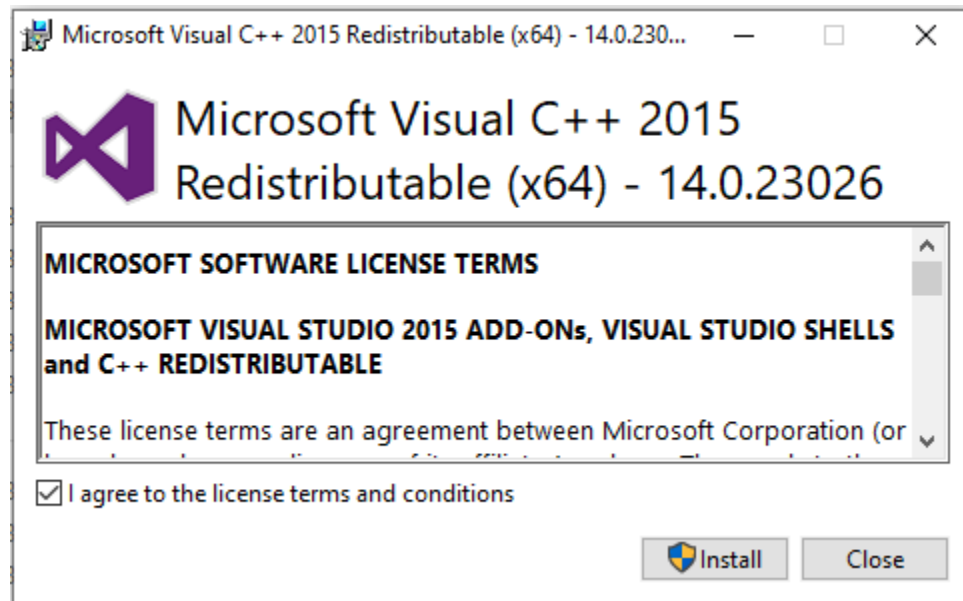 Microsoft Visual C++ 2015 Redistributable (x64) - 14.0.230...
Microsoft Visual C++ 2015
Redistributable (x64) - 14.0.23026
MICROSOFT SOFTWARE LICENSE TERMS
MICROSOFT VISUAL STUDIO 2015 ADD-ONs, VISUAL STUDIO SHELLS
and C++ REDISTRIBUTABLE
These license terms are an agreement between Microsoft Corporation (or
I agree to the license terms and conditions
Install
Close